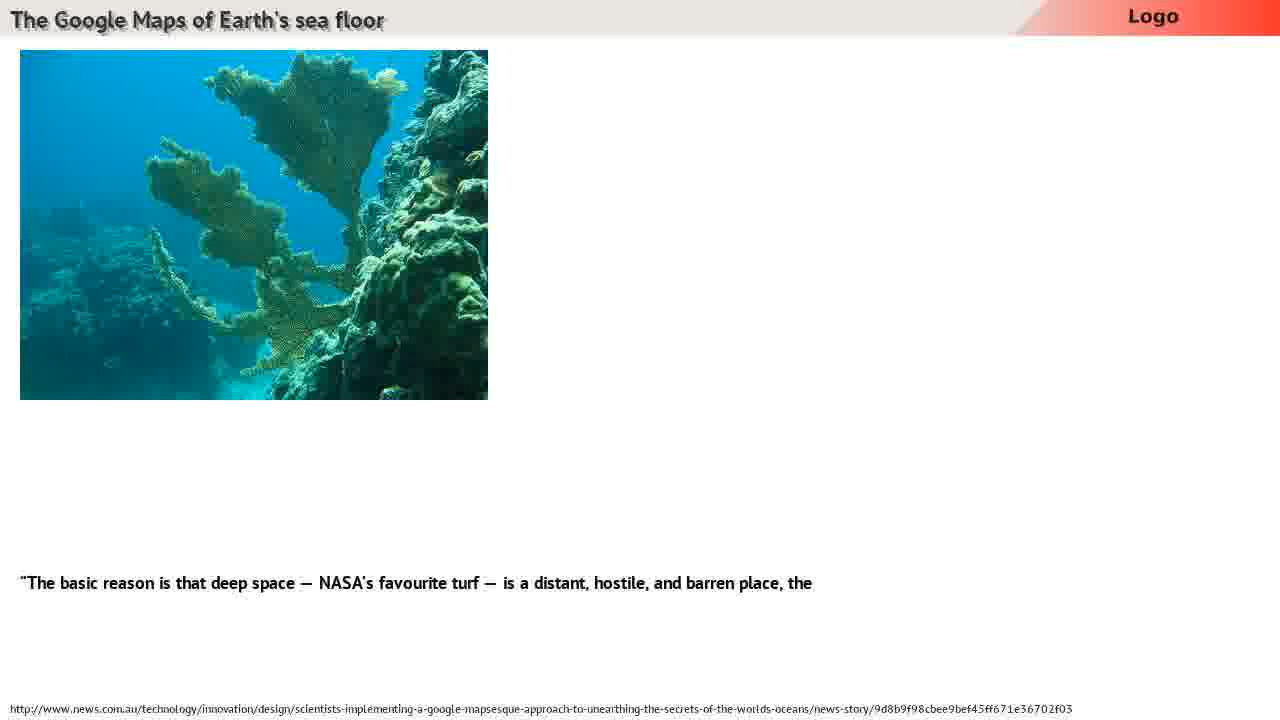 The Google Maps of Earth's sea floor
Logo
"The basic reason is that deep space — NASA's favourite turf — is a distant, hostile, and barren place, the
http://www.news.com.au/technology/innovation/design/scientists-implementing-a-google-mapsesque-approach-to-unearthing-the-secrets-of-the-worlds-oceans/news-story/9d8b9f98cbee9bef45ff671e36702f03